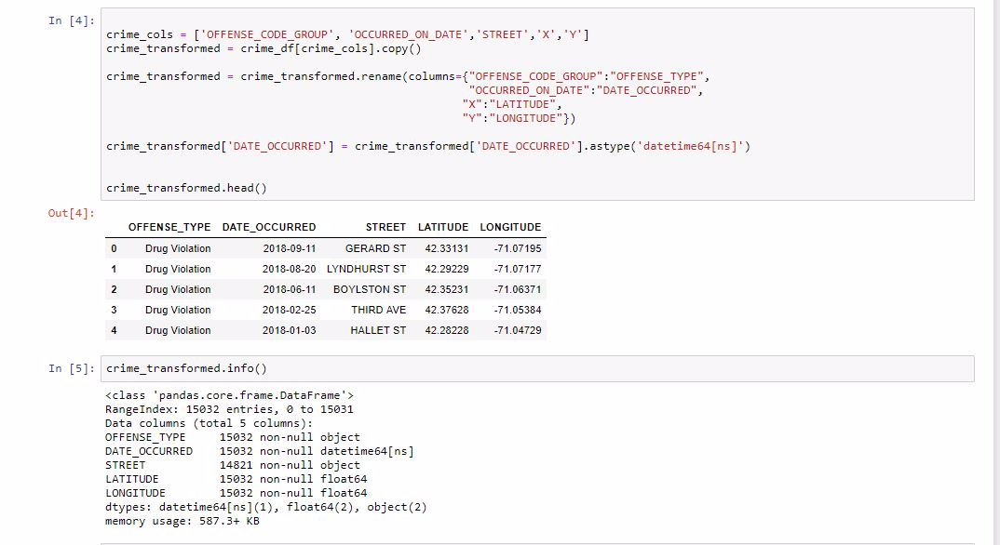 In [4]:
crime_cols = ['OFFENSE_CODE_GROUP', 'OCCURRED_ON_DATE','STREET','X','Y']
crime_transformed = crime_df[crime_cols].copy()
crime_transformed = crime_transformed.rename(columns={"OFFENSE_CODE_GROUP":"OFFENSE_TYPE",
"OCCURRED_ON_DATE":"DATE_OCCURRED",
"X":"LATITUDE",
"Y":"LONGITUDE"})
crime_transformed['DATE_OCCURRED'] = crime_transformed['DATE_OCCURRED'].astype('datetime64[ns]')
crime_transformed.head()
Out[4]:
OFFENSE_TYPE DATE_OCCURRED STREET LATITUDE LONGITUDE
0 Drug Violation 2018-09-11 GERARD ST 42.33131 -71.07195
1 Drug Violation 2018-08-20 LYNDHURST ST 42.29229 -71.07177
2 Drug Violation 2018-06-11 BOYLSTON ST 42.35231 -71.06371
3 Drug Violation 2018-02-25 THIRD AVE 42.37628 -71.05384
4 Drug Violation 2018-01-03 HALLET ST 42.28228 -71.04729
In [5]: crime_transformed.info()
<class 'pandas.core.frame.DataFrame'>
RangeIndex: 15032 entries, 0 to 15031
Data columns (total 5 columns):
OFFENSE_TYPE 15032 non-null object
DATE_OCCURRED 15032 non-null datetime64[ns]
STREET 14821 non-null object
LATITUDE 15032 non-null float64
LONGITUDE 15032 non-null float64
dtypes: datetime64[ns](1), float64(2), object(2)
memory usage: 587.3+ KB